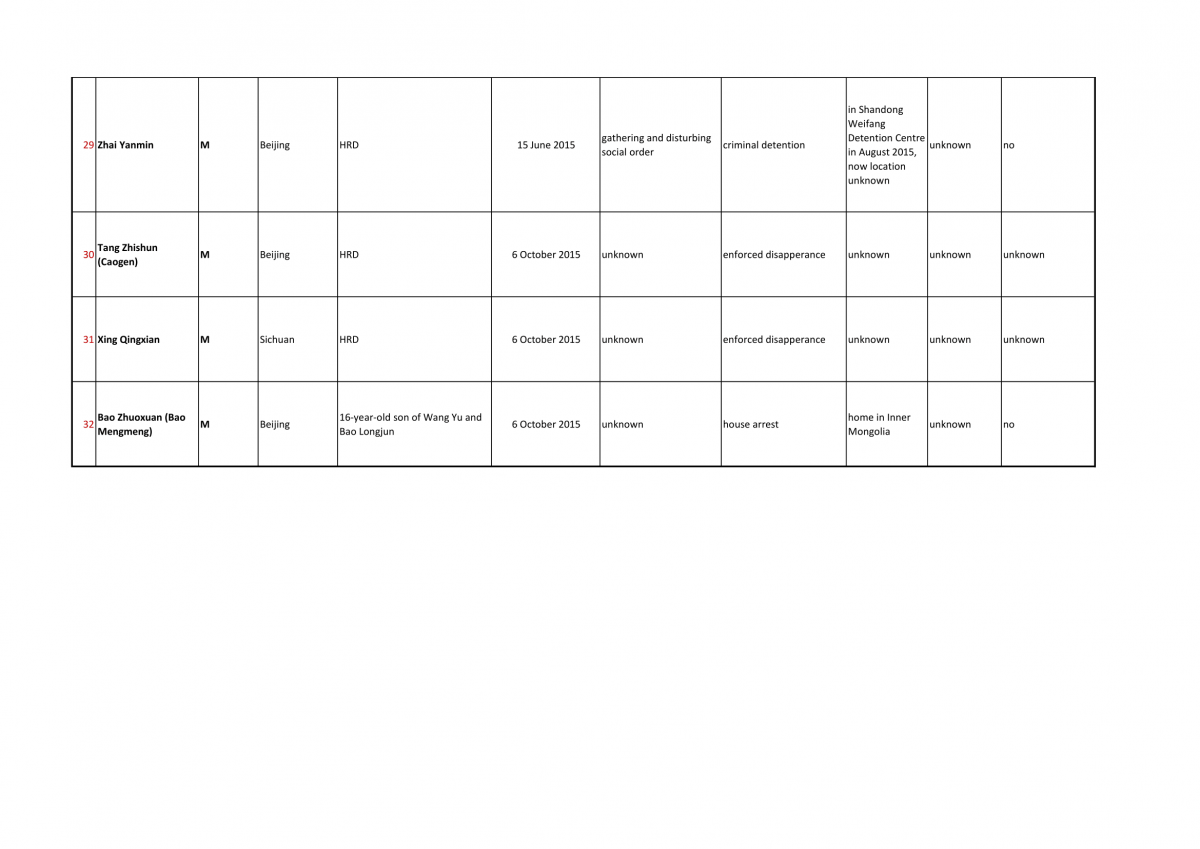 29 Zhai Yanmin M Beijing HRD 15 June 2015 gathering and disturbing social order criminal detention in Shandong Weifang Detention Centre in August 2015, now location unknown unknown no
30 Tang Zhishun (Caogen) M Beijing HRD 6 October 2015 unknown enforced disapperance unknown unknown unknown
31 Xing Qingxian M Sichuan HRD 6 October 2015 unknown enforced disapperance unknown unknown unknown
32 Bao Zhuoxuan (Bao Mengmeng) M Beijing 16-year-old son of Wang Yu and Bao Longjun 6 October 2015 unknown house arrest home in Inner Mongolia unknown no